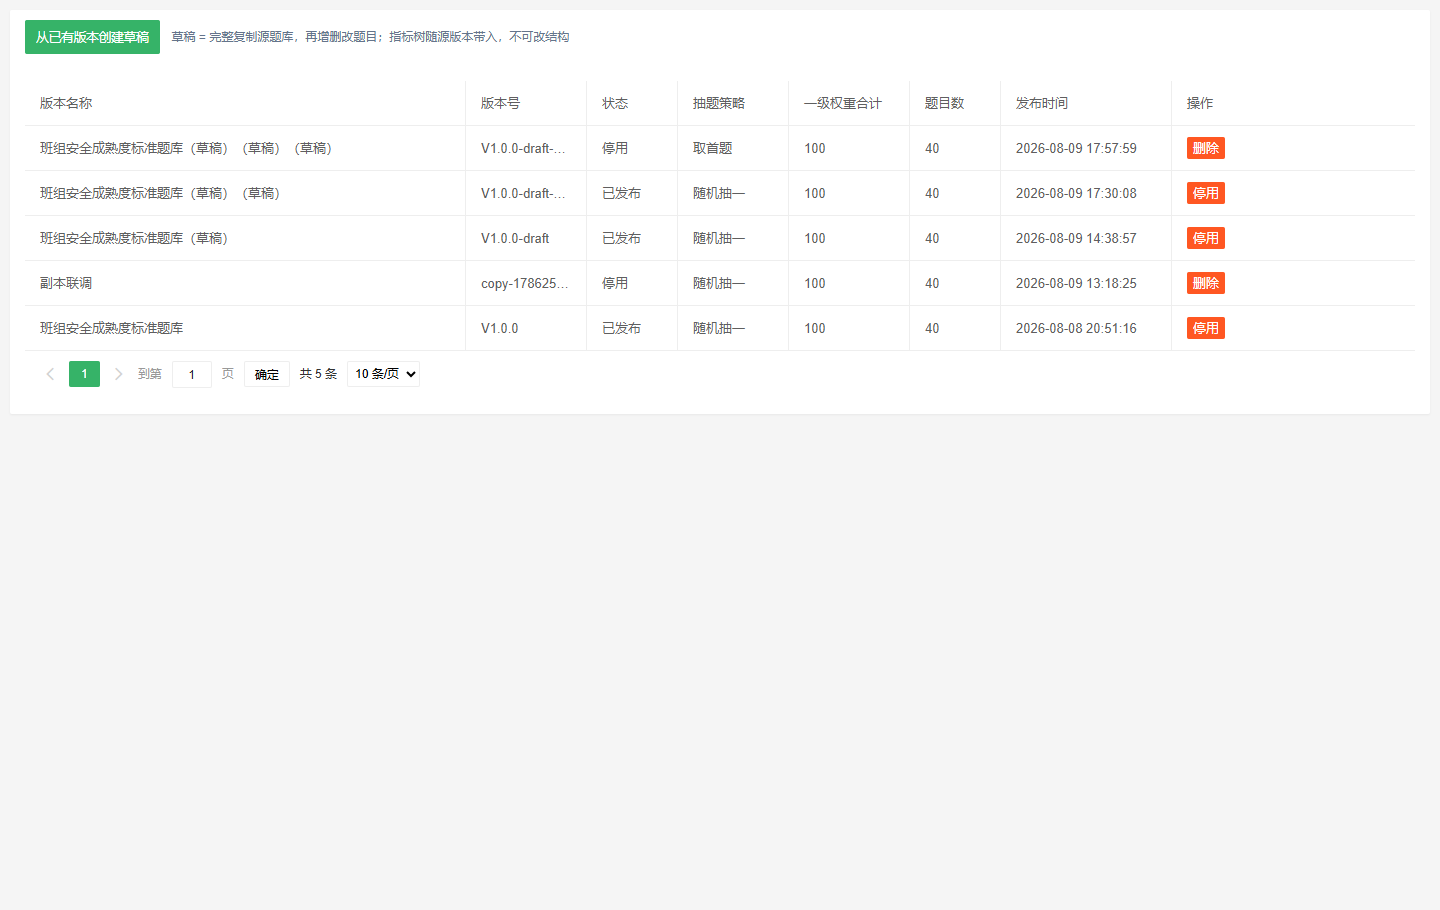 从已有版本创建草稿 草稿 = 完整复制源题库，再增删改题目；指标树随源版本带入，不可改结构
版本名称 版本号 状态 抽题策略 一级权重合计 题目数 发布时间 操作
班组安全成熟度标准题库（草稿）（草稿）（草稿） V1.0.0-draft-... 停用 取首题 100 40 2026-08-09 17:57:59 删除
班组安全成熟度标准题库（草稿）（草稿） V1.0.0-draft-... 已发布 随机抽一 100 40 2026-08-09 17:30:08 停用
班组安全成熟度标准题库（草稿） V1.0.0-draft 已发布 随机抽一 100 40 2026-08-09 14:38:57 停用
副本联调 copy-178625... 停用 随机抽一 100 40 2026-08-09 13:18:25 删除
班组安全成熟度标准题库 V1.0.0 已发布 随机抽一 100 40 2026-08-08 20:51:16 停用
1 到第 1 页 确定 共 5 条 10 条/页